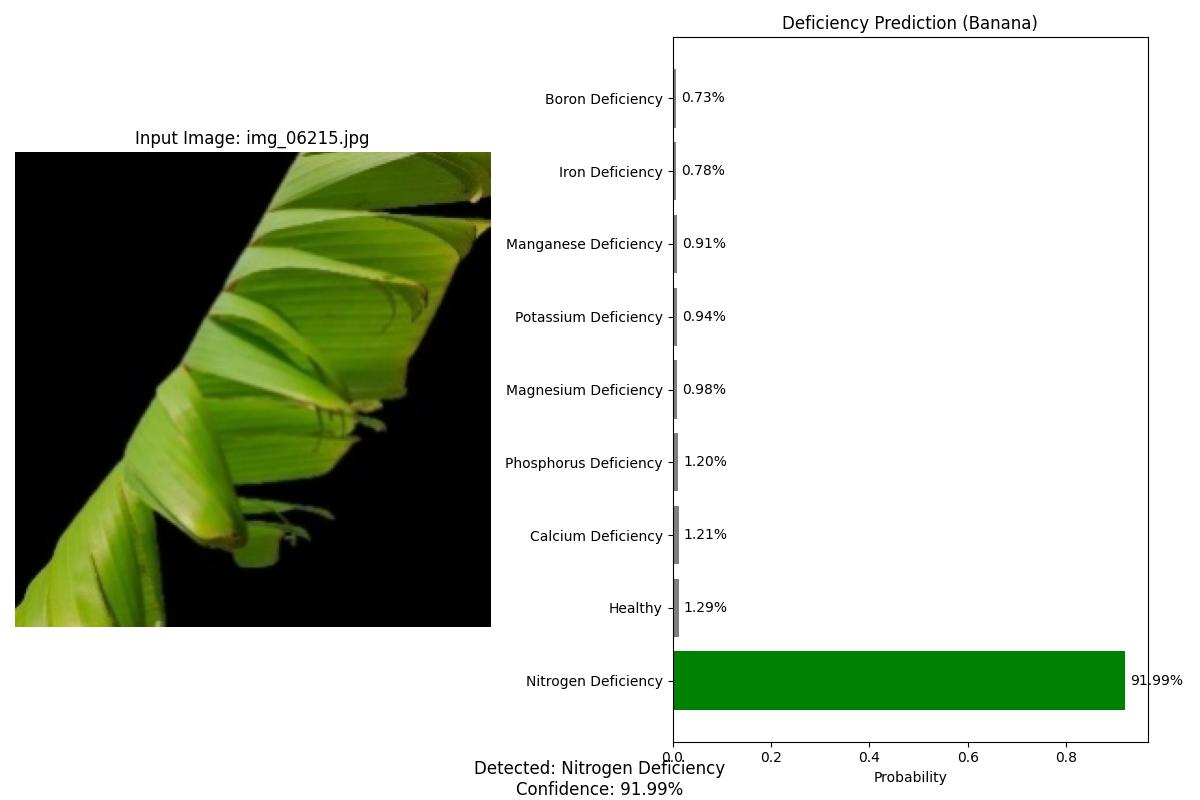 Input Image: img_06215.jpg
Deficiency Prediction (Banana)
Boron Deficiency 0.73%
Iron Deficiency 0.78%
Manganese Deficiency 0.91%
Potassium Deficiency 0.94%
Magnesium Deficiency 0.98%
Phosphorus Deficiency 1.20%
Calcium Deficiency 1.21%
Healthy 1.29%
Nitrogen Deficiency 91.99%
0.0 0.2 0.4 0.6 0.8
Probability
Detected: Nitrogen Deficiency
Confidence: 91.99%